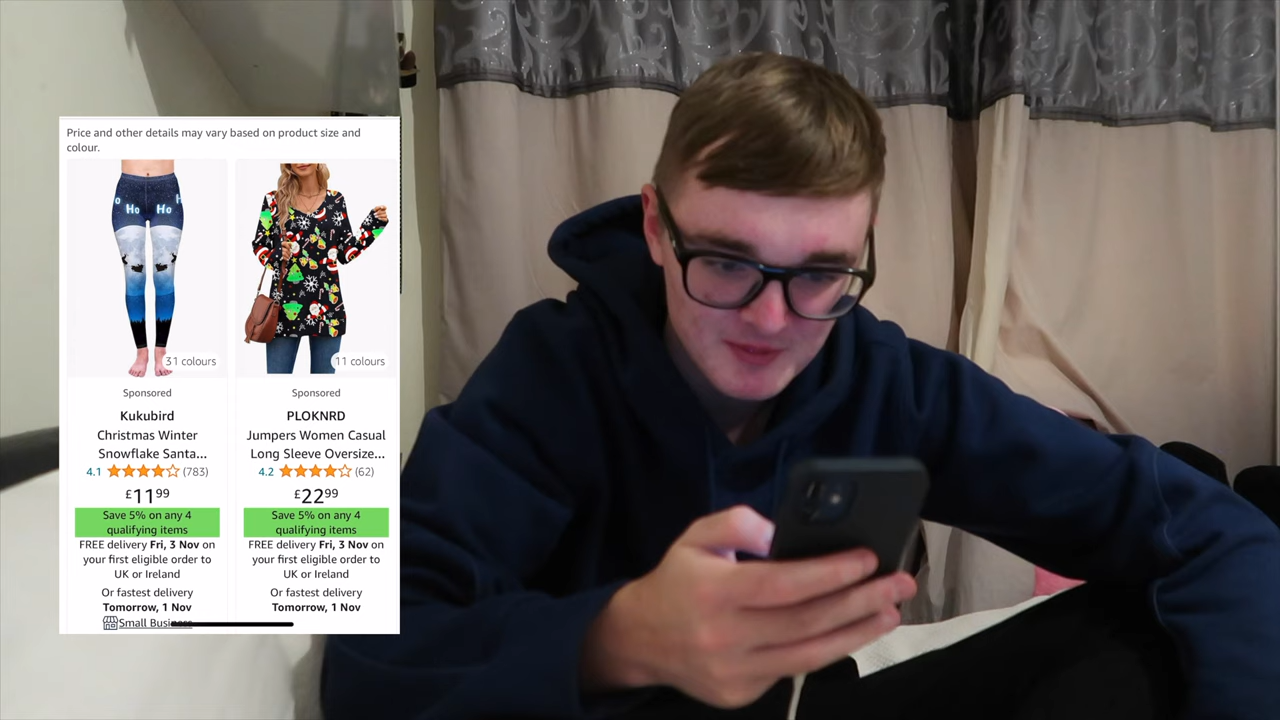 Price and other details may vary based on product size and
colour.
Ho Ho
31 colours
11 colours
Sponsored
Kukubird
Christmas Winter
Snowflake Santa...
4.1 (783)
£11.99
Save 5% on any 4
qualifying items
FREE delivery Fri, 3 Nov on
your first eligible order to
UK or Ireland
Or fastest delivery
Tomorrow, 1 Nov
Small
Sponsored
PLOKNRD
Jumpers Women Casual
Long Sleeve Oversize...
4.2 (62)
£22.99
Save 5% on any 4
qualifying items
FREE delivery Fri, 3 Nov on
your first eligible order to
UK or Ireland
Or fastest delivery
Tomorrow, 1 Nov